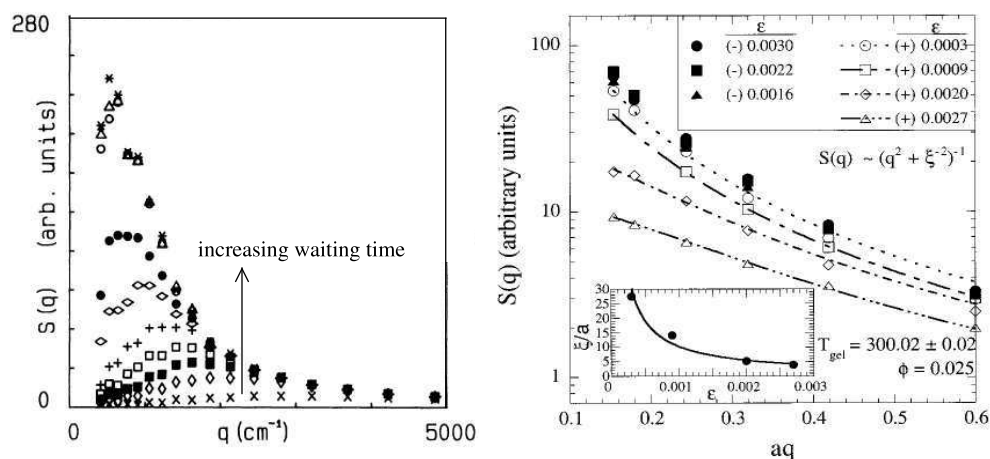 280
S(q) (arb. units)
increasing waiting time
0
0
q (cm⁻¹)
5000
100
10
1
S(q) (arbitrary units)
ε
(-) 0.0030
(-) 0.0022
(-) 0.0016
ε
(+) 0.0003
(+) 0.0009
(+) 0.0020
(+) 0.0027
S(q) ~ (q² + ξ⁻²)⁻¹
30
25
20
15
10
5
0
ξ/a
0
0.001
0.002
0.003
ε
T gel = 300.02 ± 0.02
ϕ = 0.025
0.1
0.2
0.3
0.4
0.5
0.6
aq